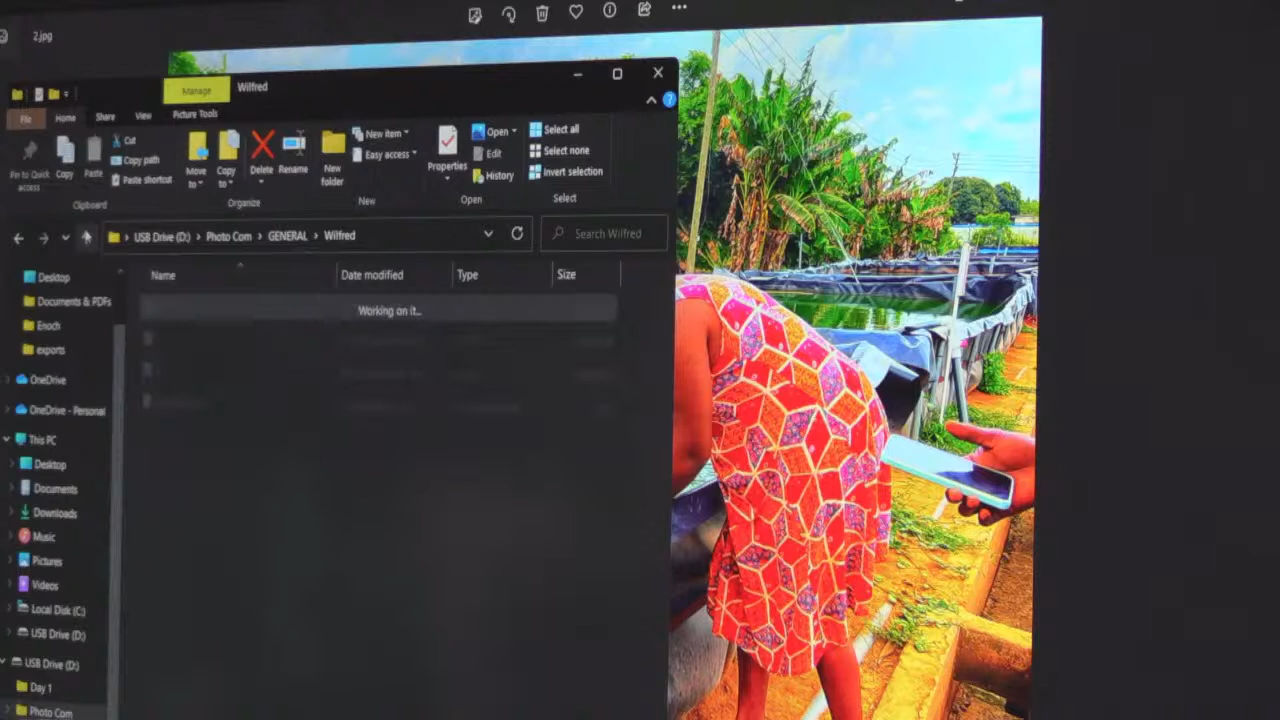 2.jpg
Manage
Wilfred
File
Home
Share
View
Picture Tools
Pin to Quick access
Copy
Paste
Cut
Copy path
Paste shortcut
Clipboard
Move to
Copy to
Delete
Rename
Organize
New folder
New item
Easy access
New
Properties
Open
Edit
History
Open
Select all
Select none
Invert selection
Select
USB Drive (D:) > Photo Com > GENERAL > Wilfred
Search Wilfred
Name
Date modified
Type
Size
Working on it...
Desktop
Documents & PDFs
Enoch
exports
OneDrive
OneDrive - Personal
This PC
Desktop
Documents
Downloads
Music
Pictures
Videos
Local Disk (C:)
USB Drive (D:)
USB Drive (D:)
Day 1
Photo Com